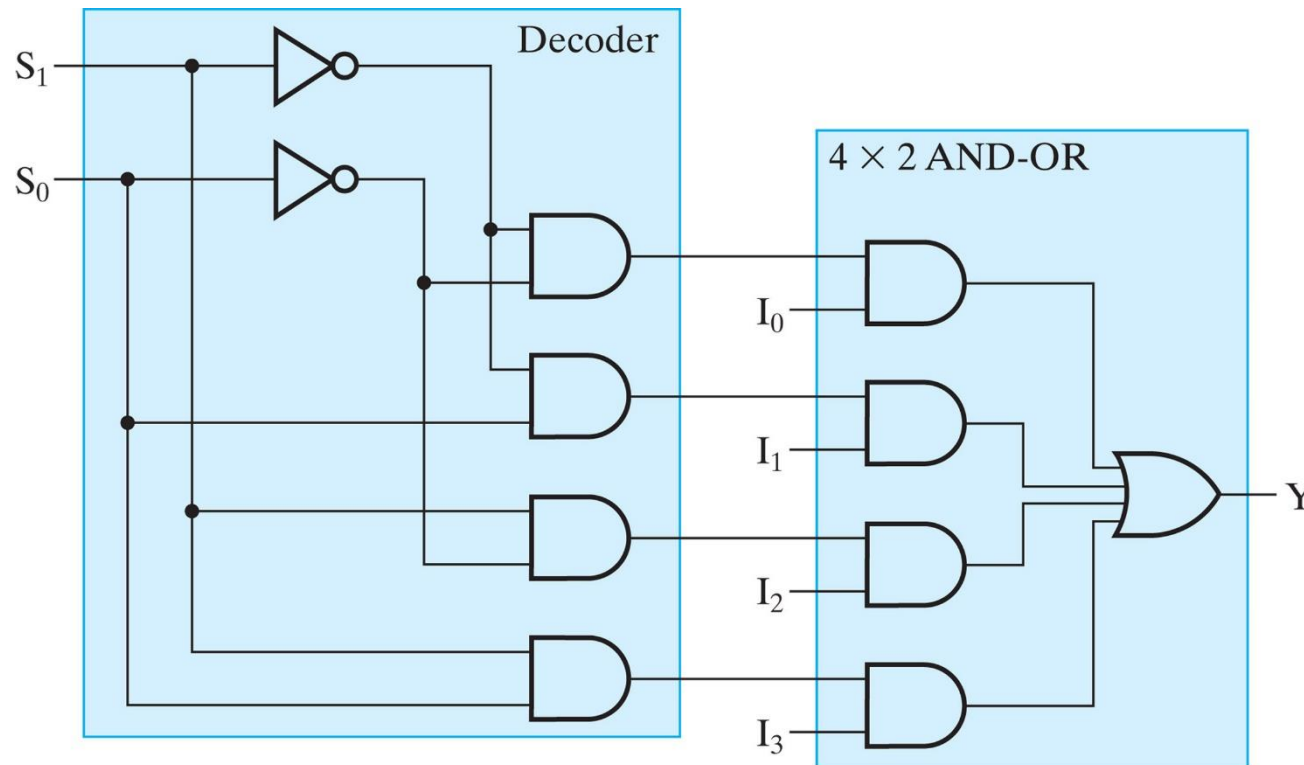 Decoder
S₁
S₀
4 × 2 AND-OR
I₀
I₁
I₂
I₃
Y